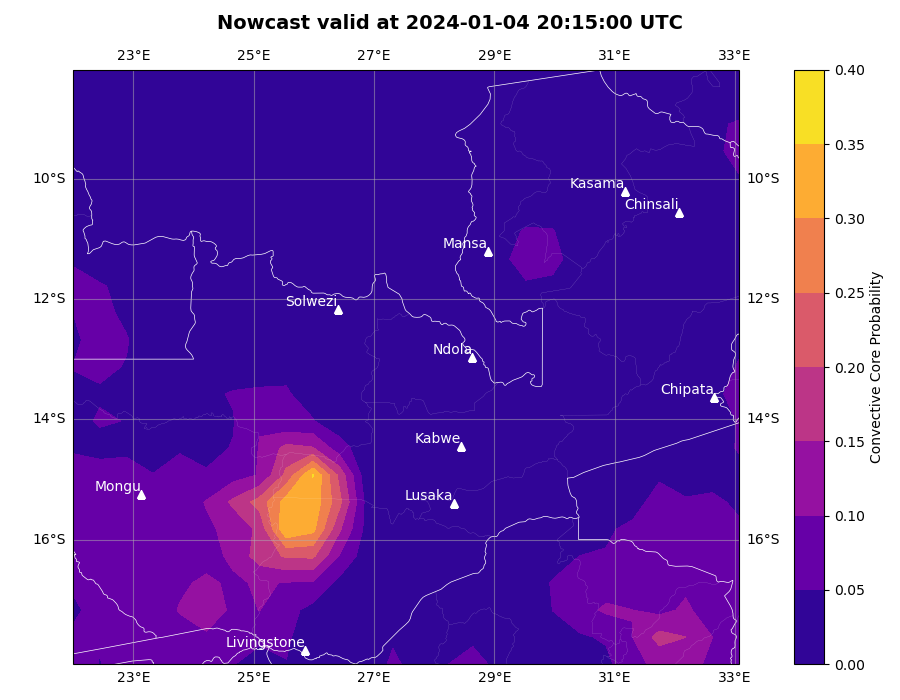 Nowcast valid at 2024-01-04 20:15:00 UTC
23°E 25°E 27°E 29°E 31°E 33°E
0.40
0.35
10°S Kasama 10°S
Chinsali
0.30
Mansa
0.25
12°S Solwezi 12°S
Ndola
0.20
Chipata
14°S 14°S
0.15
Kabwe
Mongu
Lusaka
0.10
16°S 16°S
0.05
Livingstone
0.00
23°E 25°E 27°E 29°E 31°E 33°E
Convective Core Probability